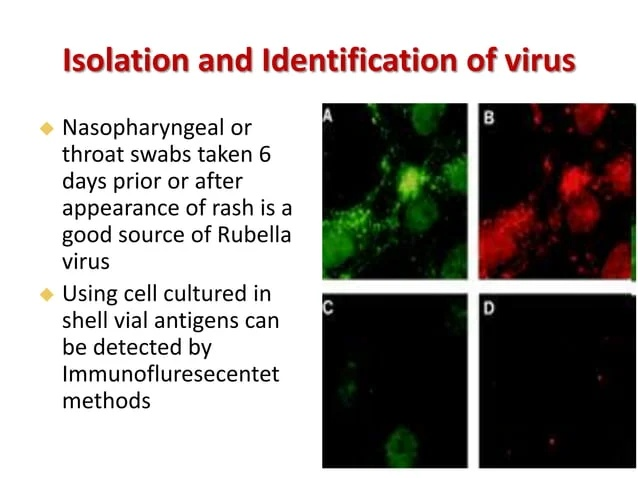 Isolation and Identification of virus
Nasopharyngeal or
throat swabs taken 6
days prior or after
appearance of rash is a
good source of Rubella
virus
Using cell cultured in
shell vial antigens can
be detected by
Immunofluresecentet
methods
A
B
C
D